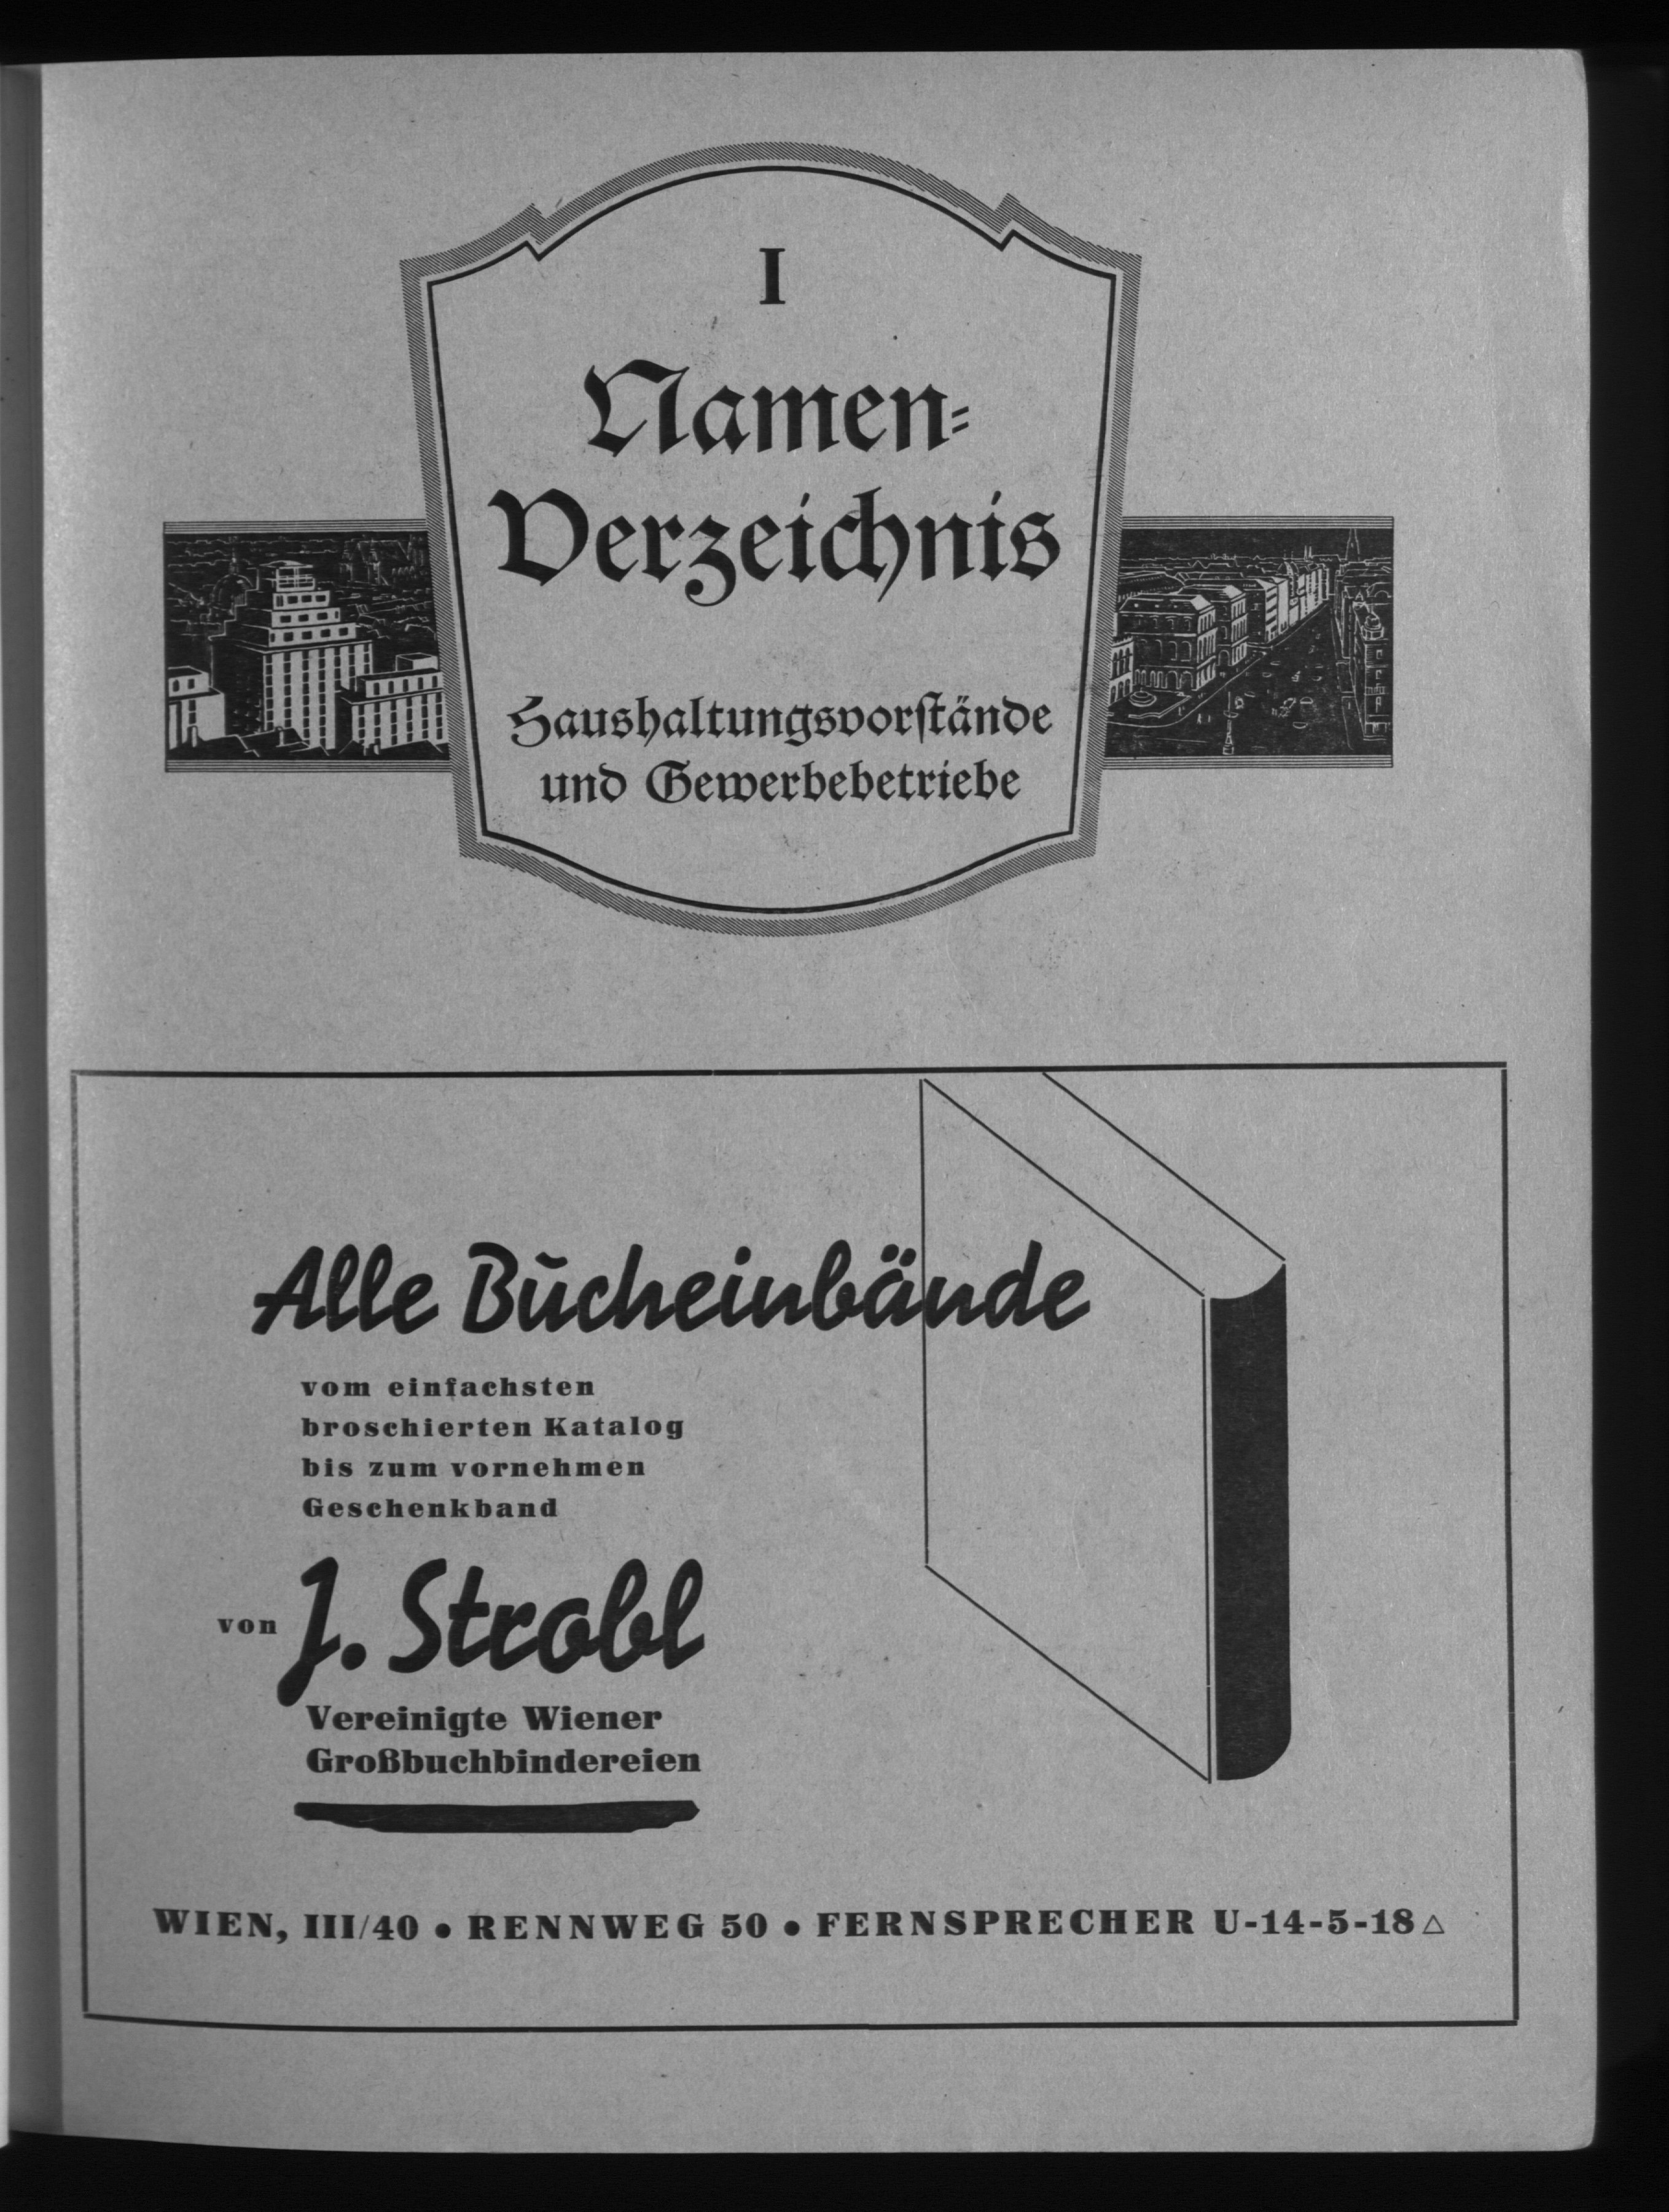 I
Namen-
Verzeichnis
Haushaltungsvorſtände
und Gewerbebetriebe
Alle Bucheinbände
vom einfachsten
broschierten Katalog
bis zum vornehmen
Geschenkband
von J. Strobl
Vereinigte Wiener
Großbuchbindereien
WIEN, III/40 • RENNWEG 50 • FERNSPRECHER U-14-5-18 △